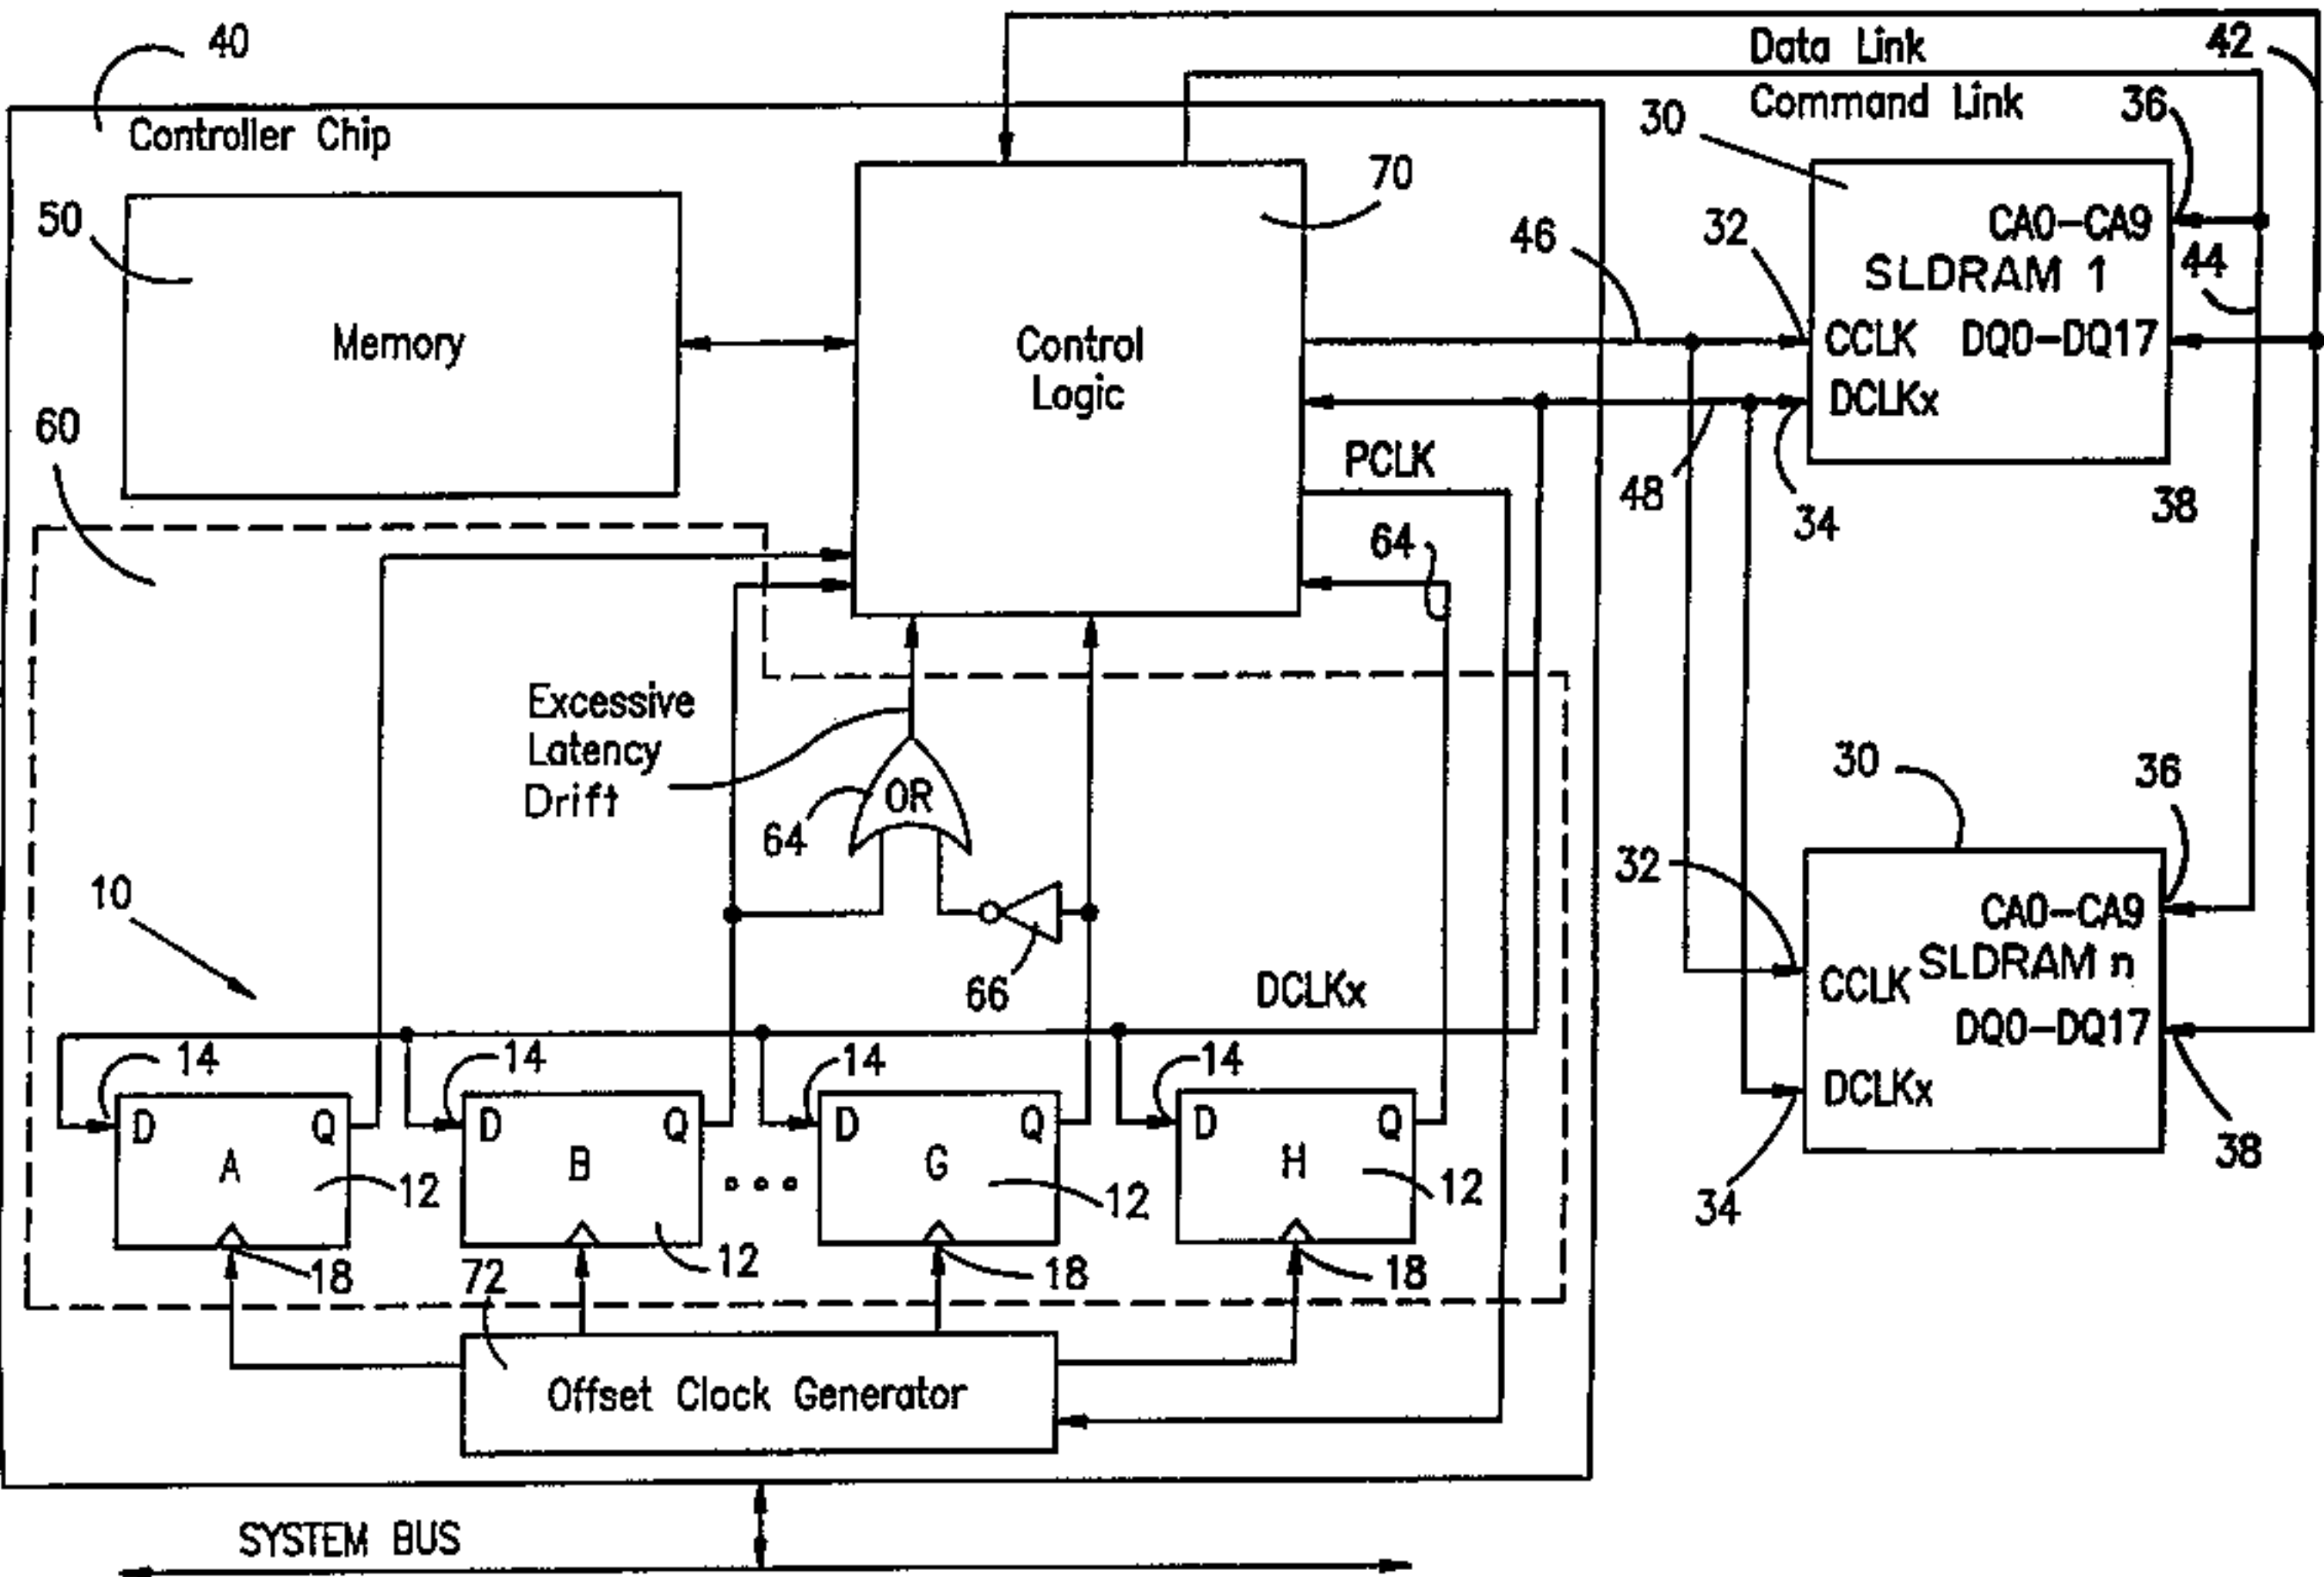 40
Data Link
42
Controller Chip
Command Link
30
36
50
70
46
32
CA0-CA9
SLDRAM 1
44
Memory
Control
Logic
CCLK
DQ0-DQ17
DCLKx
60
PCLK
48
34
38
64
Excessive
Latency
Drift
OR
64
30
36
32
10
66
DCLKx
CA0-CA9
SLDRAM n
CCLK
DQ0-DQ17
DCLKx
14
14
14
14
D
Q
D
Q
D
Q
D
Q
A
B
G
H
12
12
12
12
38
34
18
72
18
18
Offset Clock Generator
SYSTEM BUS